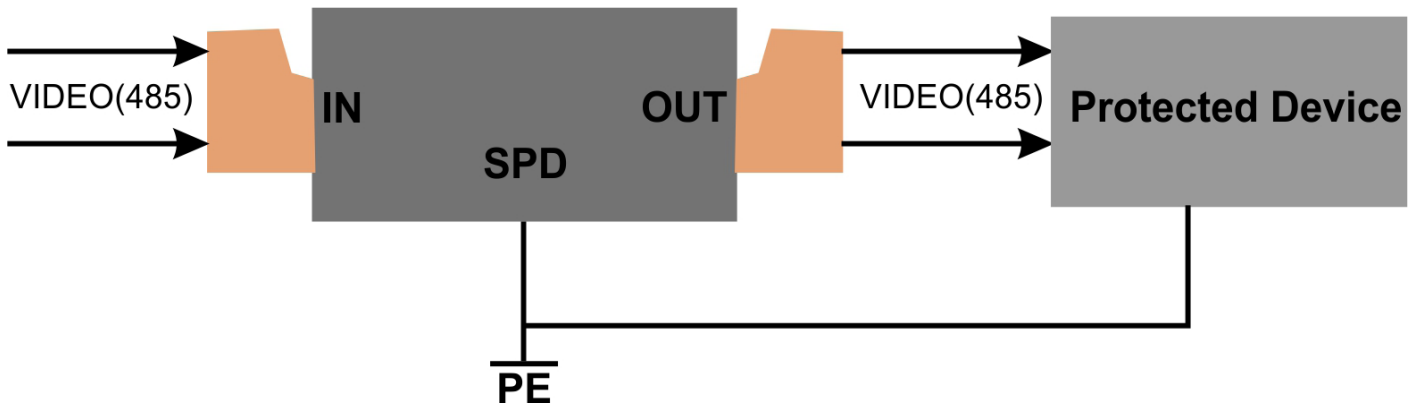 VIDEO(485)
IN
SPD
OUT
VIDEO(485)
Protected Device
PE